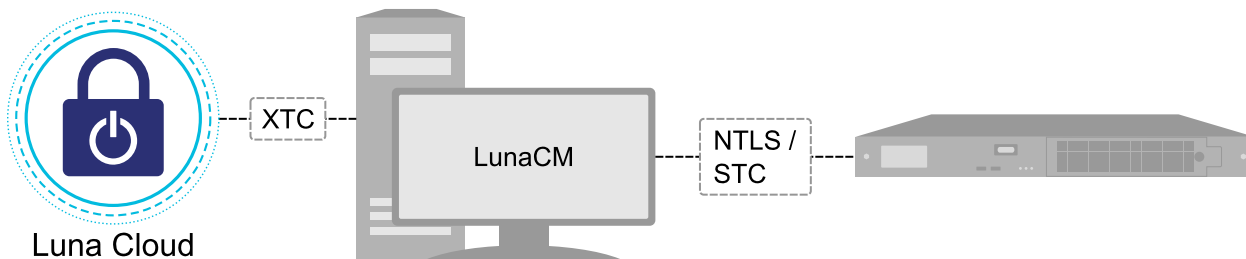 XTC
LunaCM
NTLS /
STC
Luna Cloud